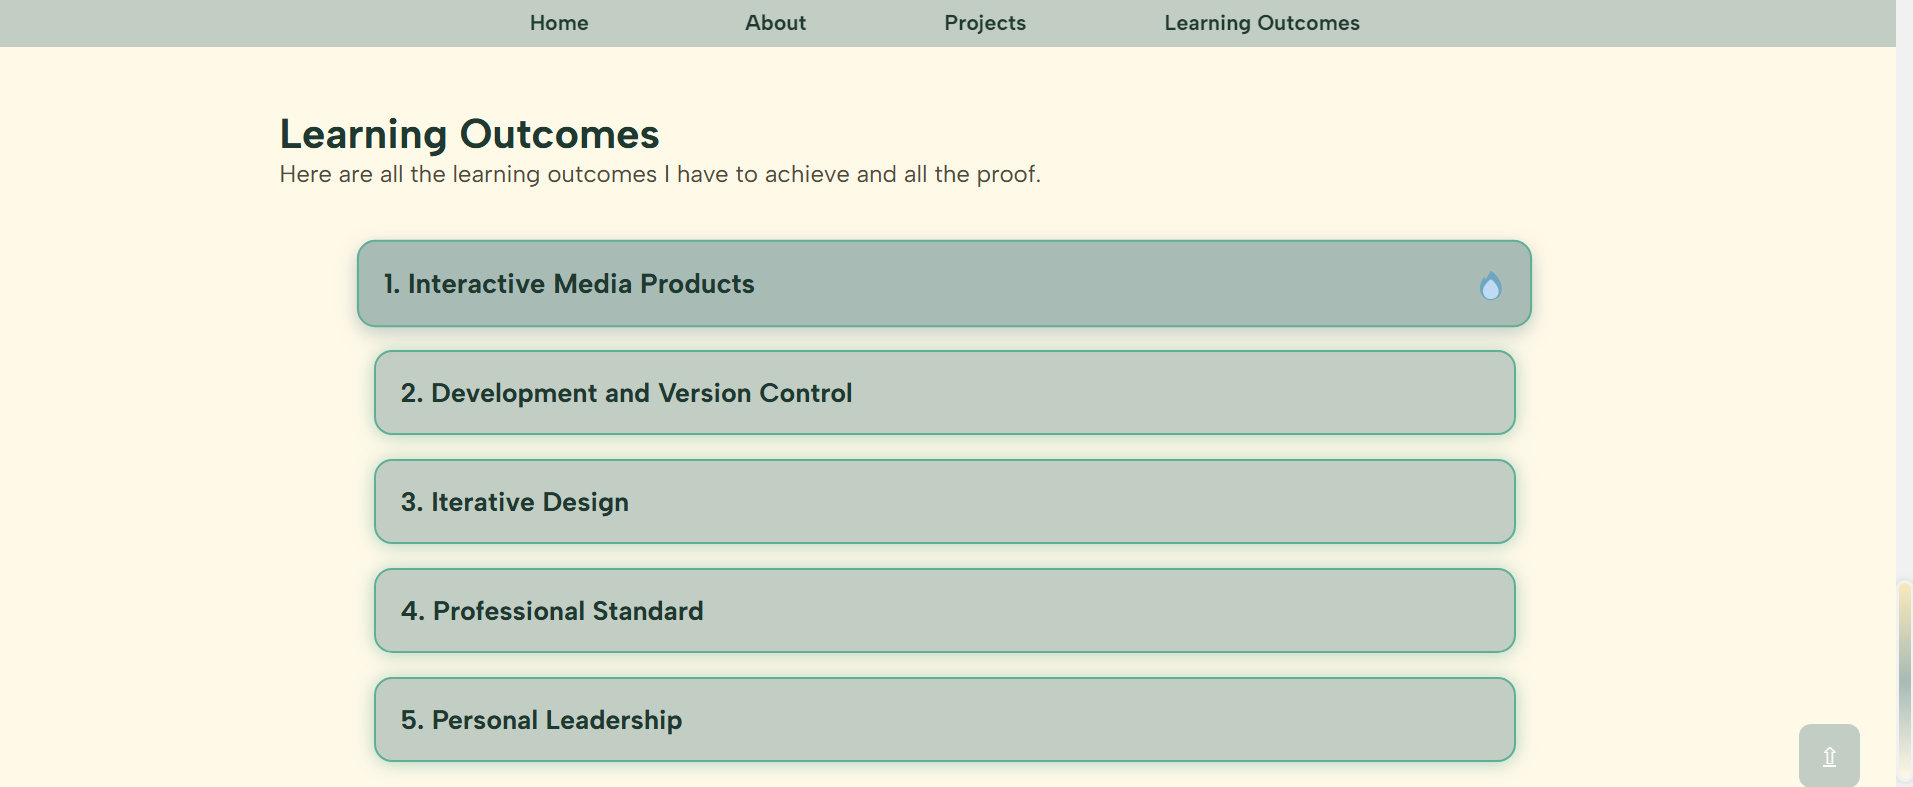 Home About Projects Learning Outcomes
Learning Outcomes
Here are all the learning outcomes I have to achieve and all the proof.
1. Interactive Media Products
2. Development and Version Control
3. Iterative Design
4. Professional Standard
5. Personal Leadership